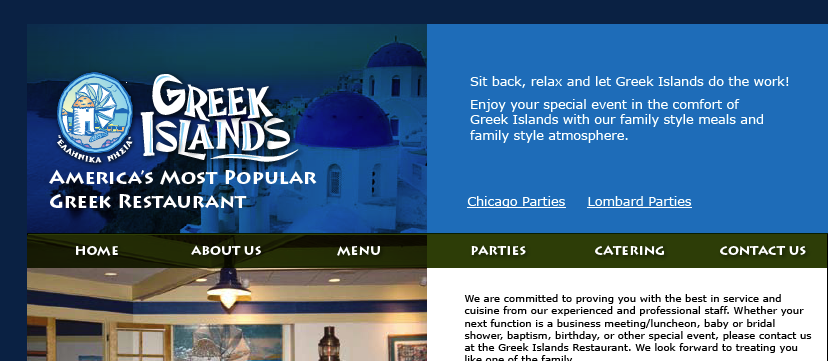 GREEK
ISLANDS
"ΕΛΛΗΝΙΚΑ ΝΗΣΙΑ"
AMERICA'S MOST POPULAR
GREEK RESTAURANT
Sit back, relax and let Greek Islands do the work!
Enjoy your special event in the comfort of
Greek Islands with our family style meals and
family style atmosphere.
Chicago Parties Lombard Parties
HOME ABOUT US MENU PARTIES CATERING CONTACT US
We are committed to proving you with the best in service and
cuisine from our experienced and professional staff. Whether your
next function is a business meeting/luncheon, baby or bridal
shower, baptism, birthday, or other special event, please contact us
at the Greek Islands Restaurant. We look forward to treating you
like one of the family.